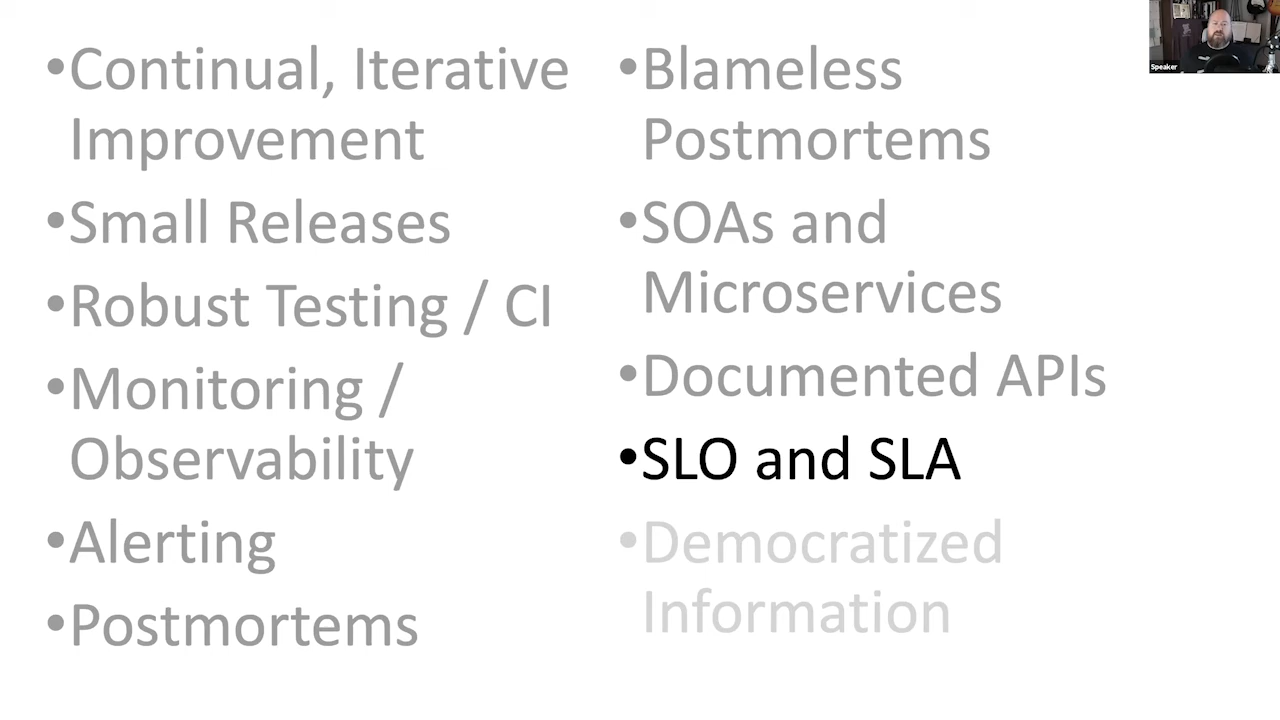 •Continual, Iterative
Improvement
•Small Releases
•Robust Testing / CI
•Monitoring /
Observability
•Alerting
•Postmortems
•Blameless
Postmortems
•SOAs and
Microservices
•Documented APIs
•SLO and SLA
•Democratized
Information
Speaker